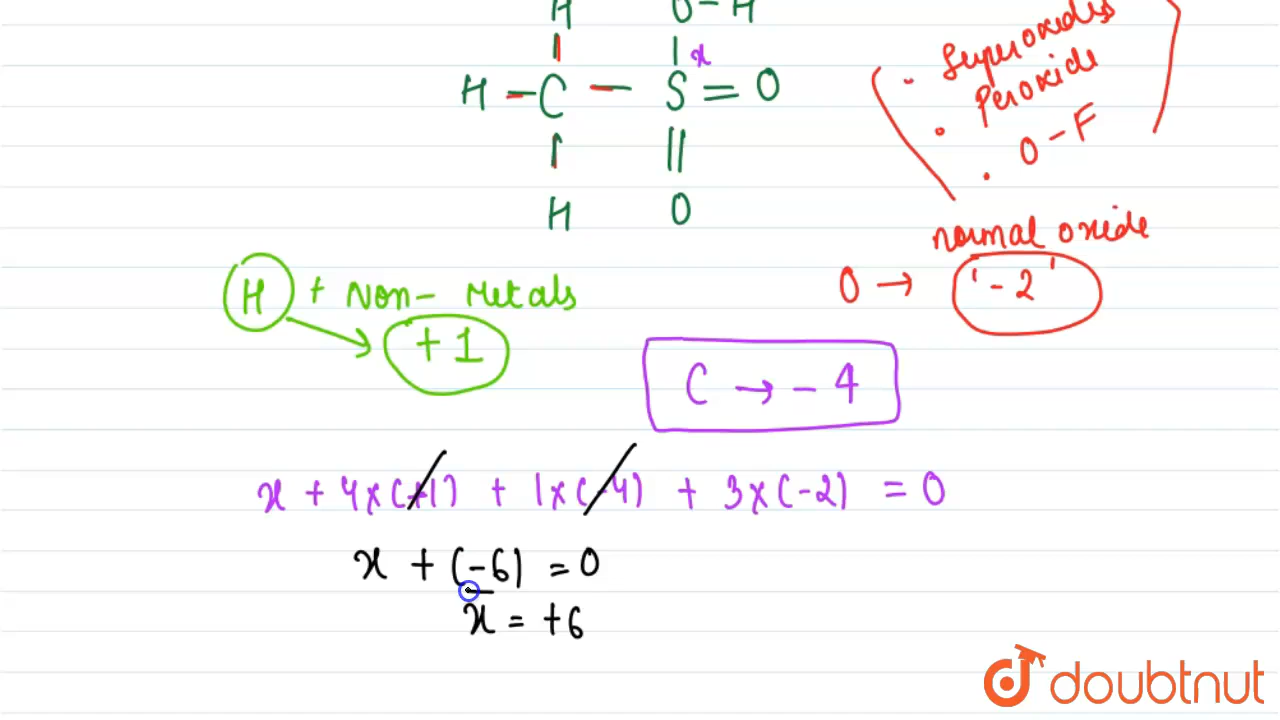 H O-H
x
H-C-S=O
H O
· Superoxides
· Peroxide
· O-F
normal oxide
O → '-2'
H + Non-Metals
+1
C → -4
x + 4x(+1) + 1x(-4) + 3x(-2) = 0
x + (-6) = 0
x = +6
doubtnut